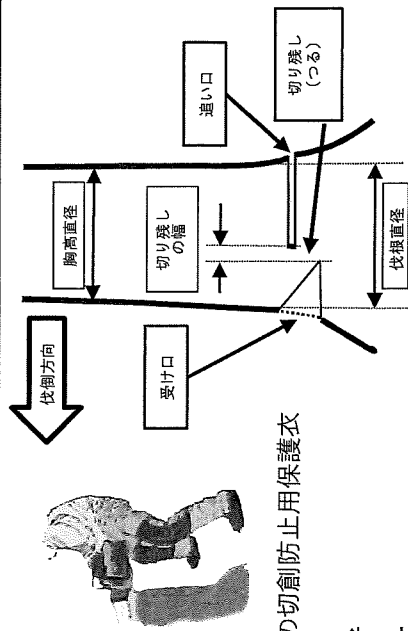 伐倒方向
胸高直径
切り残し
の幅
追い口
受け口
切り残し
(つる)
伐根直径
の切創防止用保護衣